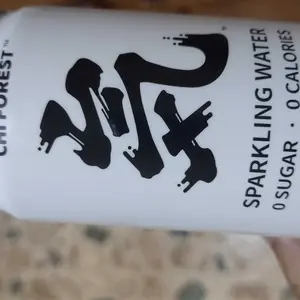 CHI FOREST™
気
SPARKLING WATER
0 SUGAR · 0 CALORIES